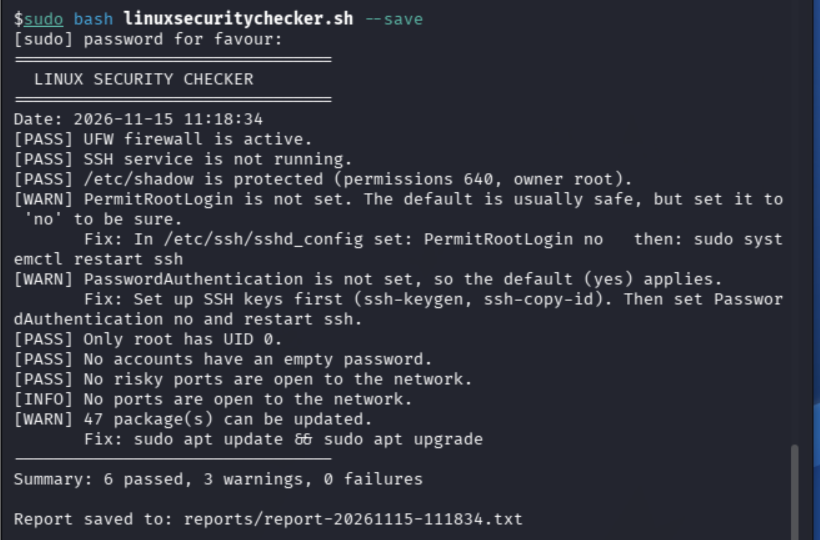 $sudo bash linuxsecuritychecker.sh --save
[sudo] password for favour:
================================
  LINUX SECURITY CHECKER
================================
Date: 2026-11-15 11:18:34
[PASS] UFW firewall is active.
[PASS] SSH service is not running.
[PASS] /etc/shadow is protected (permissions 640, owner root).
[WARN] PermitRootLogin is not set. The default is usually safe, but set it to
 'no' to be sure.
       Fix: In /etc/ssh/sshd_config set: PermitRootLogin no   then: sudo syst
emctl restart ssh
[WARN] PasswordAuthentication is not set, so the default (yes) applies.
       Fix: Set up SSH keys first (ssh-keygen, ssh-copy-id). Then set Passwor
dAuthentication no and restart ssh.
[PASS] Only root has UID 0.
[PASS] No accounts have an empty password.
[PASS] No risky ports are open to the network.
[INFO] No ports are open to the network.
[WARN] 47 package(s) can be updated.
       Fix: sudo apt update && sudo apt upgrade
--------------------------------
Summary: 6 passed, 3 warnings, 0 failures

Report saved to: reports/report-20261115-111834.txt